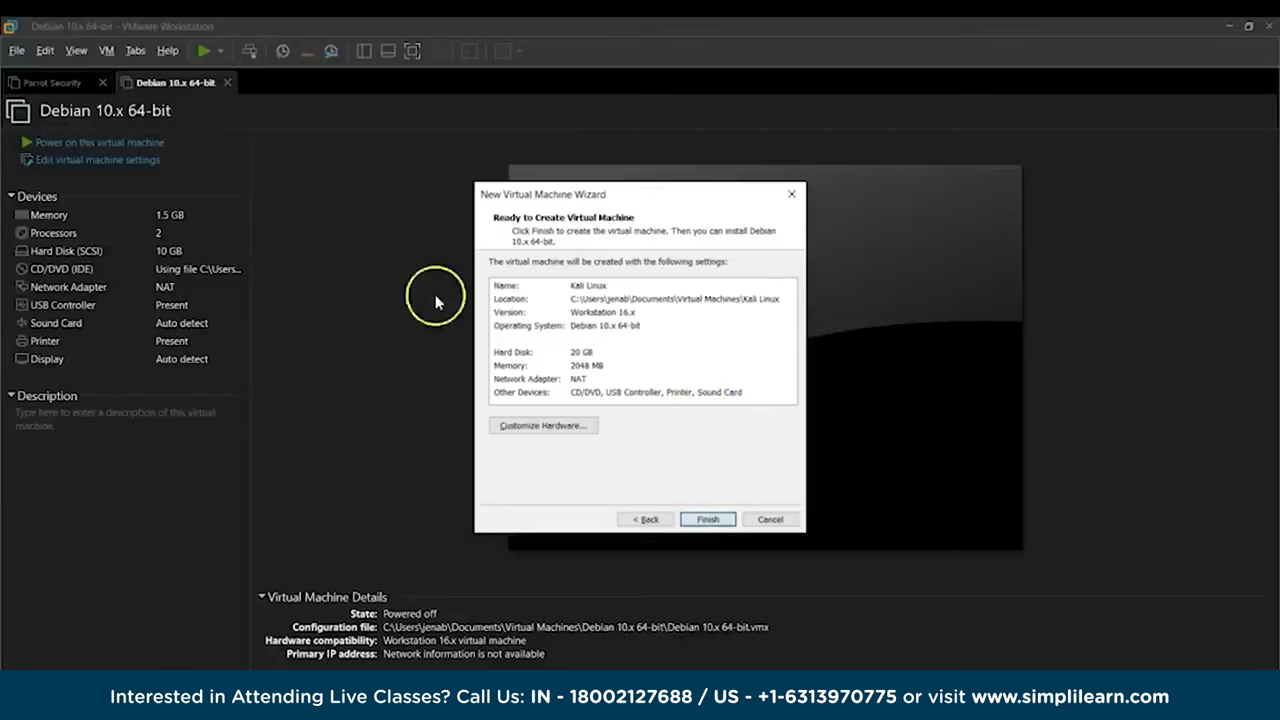 Debian 10.x 64-bit - VMware Workstation
File Edit View VM Tabs Help
Parrot Security Debian 10.x 64-bit
Debian 10.x 64-bit
Power on this virtual machine
Edit virtual machine settings
Devices
Memory 1.5 GB
Processors 2
Hard Disk (SCSI) 10 GB
CD/DVD (IDE) Using file C:\Users...
Network Adapter NAT
USB Controller Present
Sound Card Auto detect
Printer Present
Display Auto detect
Description
Type here to enter a description of this virtual
machine.
New Virtual Machine Wizard
Ready to Create Virtual Machine
Click Finish to create the virtual machine. Then you can install Debian
10.x 64-bit.
The virtual machine will be created with the following settings:
Name: Kali Linux
Location: C:\Users\jenab\Documents\Virtual Machines\Kali Linux
Version: Workstation 16.x
Operating System: Debian 10.x 64-bit
Hard Disk: 20 GB
Memory: 2048 MB
Network Adapter: NAT
Other Devices: CD/DVD, USB Controller, Printer, Sound Card
Customize Hardware...
< Back Finish Cancel
Virtual Machine Details
State: Powered off
Configuration file: C:\Users\jenab\Documents\Virtual Machines\Debian 10.x 64-bit\Debian 10.x 64-bit.vmx
Hardware compatibility: Workstation 16.x virtual machine
Primary IP address: Network information is not available
Interested in Attending Live Classes? Call Us: IN - 18002127688 / US - +1-6313970775 or visit www.simplilearn.com